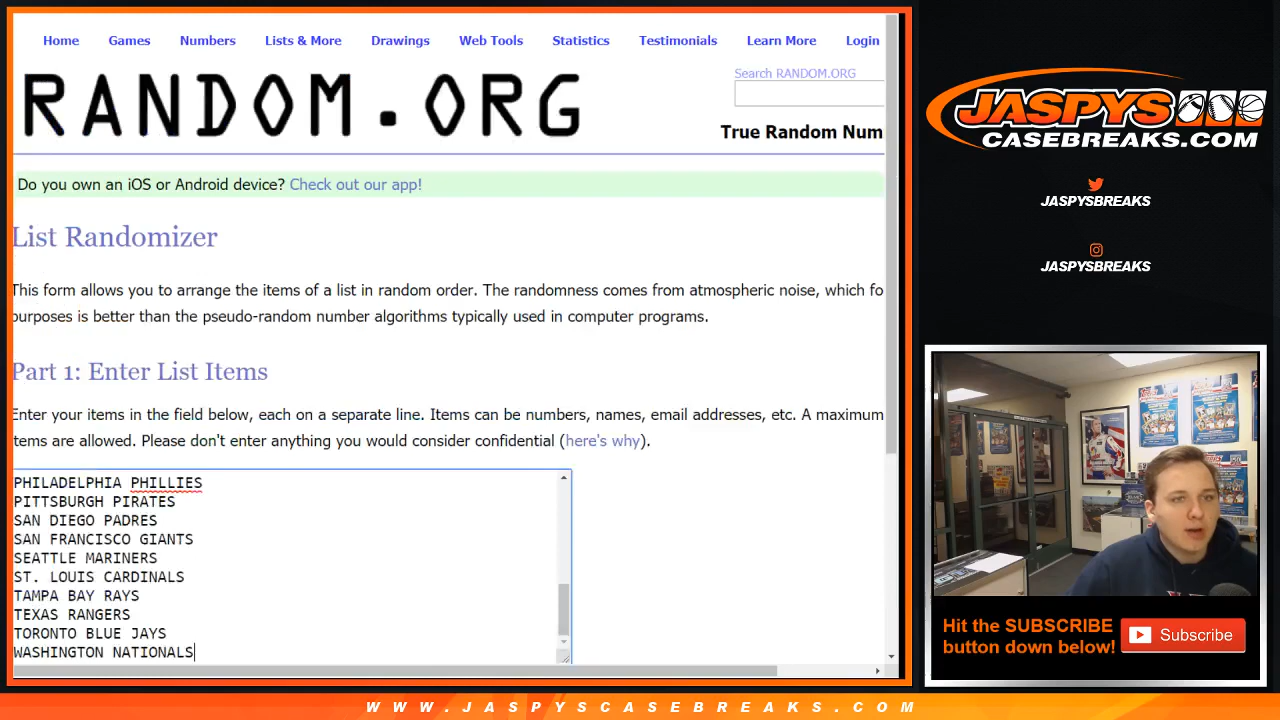 Home Games Numbers Lists & More Drawings Web Tools Statistics Testimonials Learn More Login
RANDOM.ORG
Search RANDOM.ORG
True Random Num
Do you own an iOS or Android device? Check out our app!
List Randomizer
This form allows you to arrange the items of a list in random order. The randomness comes from atmospheric noise, which fo
purposes is better than the pseudo-random number algorithms typically used in computer programs.
Part 1: Enter List Items
Enter your items in the field below, each on a separate line. Items can be numbers, names, email addresses, etc. A maximum
items are allowed. Please don't enter anything you would consider confidential (here's why).
PHILADELPHIA PHILLIES
PITTSBURGH PIRATES
SAN DIEGO PADRES
SAN FRANCISCO GIANTS
SEATTLE MARINERS
ST. LOUIS CARDINALS
TAMPA BAY RAYS
TEXAS RANGERS
TORONTO BLUE JAYS
WASHINGTON NATIONALS
JASPYS
CASEBREAKS.COM
JASPYSBREAKS
JASPYSBREAKS
Hit the SUBSCRIBE
button down below!
Subscribe
WWW.JASPYSCASEBREAKS.COM